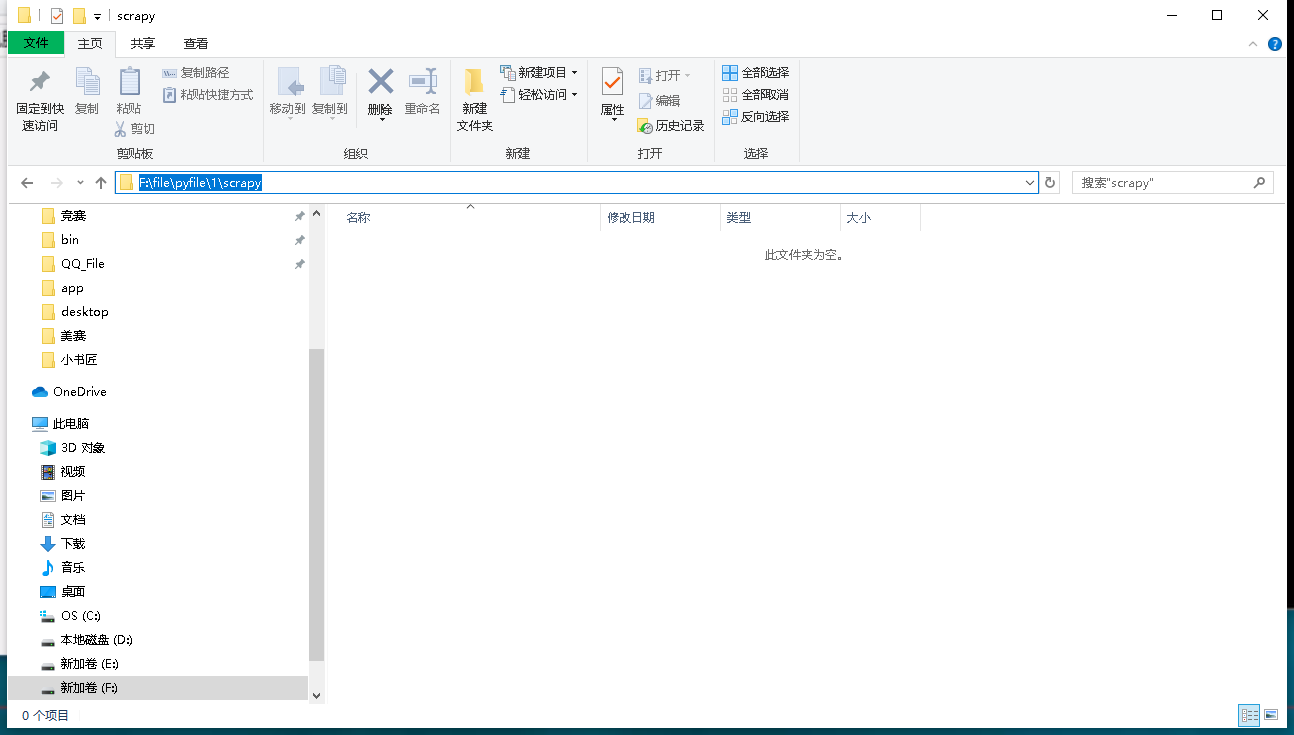 scrapy
文件 主页 共享 查看
固定到快速访问
复制
粘贴
复制路径
粘贴快捷方式
剪切
剪贴板
移动到
复制到
删除
重命名
组织
新建
文件夹
新建项目
轻松访问
新建
属性
打开
编辑
历史记录
打开
全部选择
全部取消
反向选择
选择
F:\file\pyfile\1\scrapy
搜索"scrapy"
名称 修改日期 类型 大小
此文件夹为空。
竞赛
bin
QQ_File
app
desktop
美赛
小书匠
OneDrive
此电脑
3D 对象
视频
图片
文档
下载
音乐
桌面
OS (C:)
本地磁盘 (D:)
新加卷 (E:)
新加卷 (F:)
0 个项目